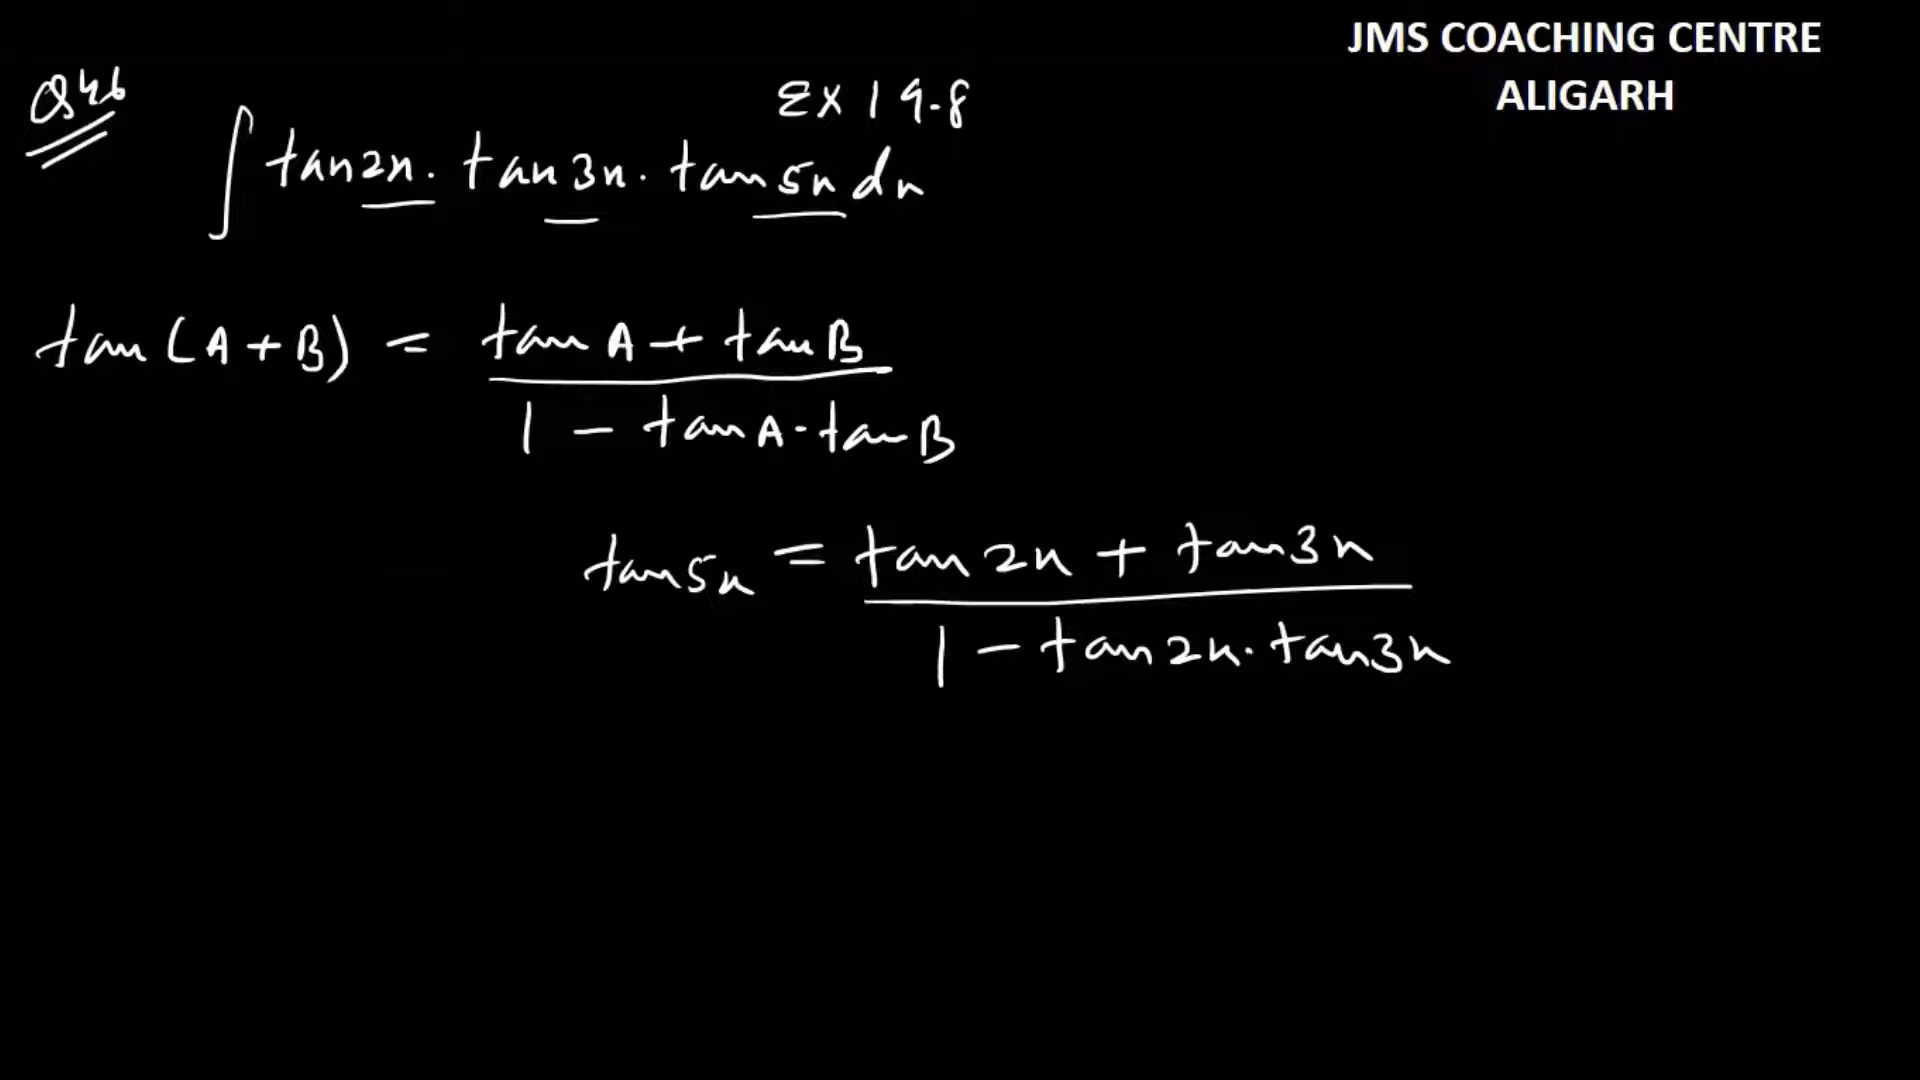 JMS COACHING CENTRE
ALIGARH
Q46
EX 19.8
∫ tan2x . tan3x . tan5x dx
tan (A+B) = tanA + tanB / 1 - tanA . tanB
tan5x = tan2x + tan3x / 1 - tan2x . tan3x